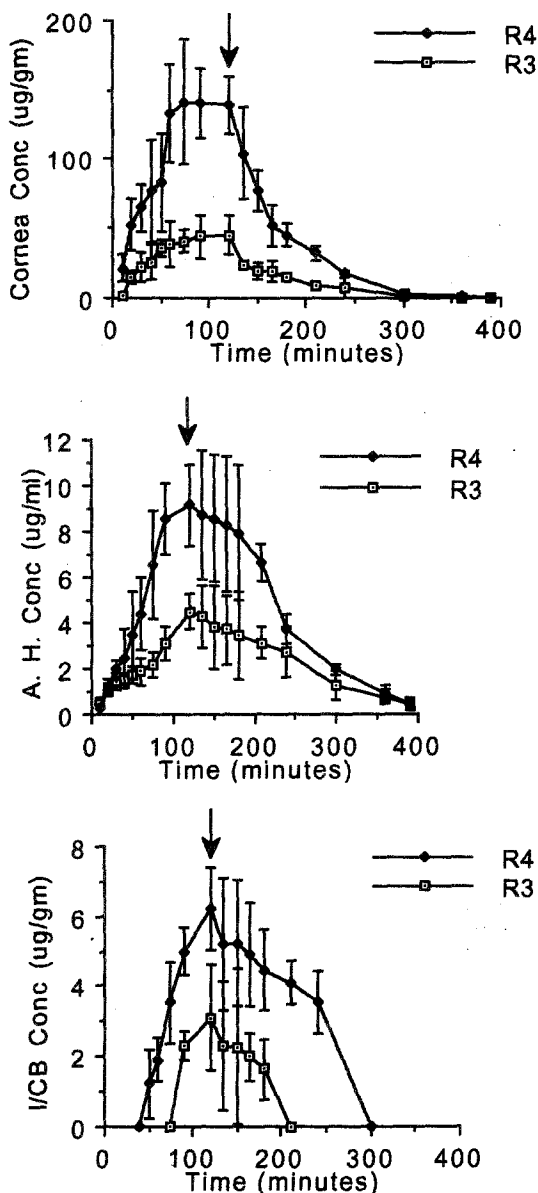 200
R4
R3
100
0
Cornea Conc (ug/gm)
0 100 200 300 400
Time (minutes)
12
R4
R3
10
8
6
4
2
0
A. H. Conc (ug/ml)
0 100 200 300 400
Time (minutes)
8
R4
R3
6
4
2
0
I/CB Conc (ug/gm)
0 100 200 300 400
Time (minutes)